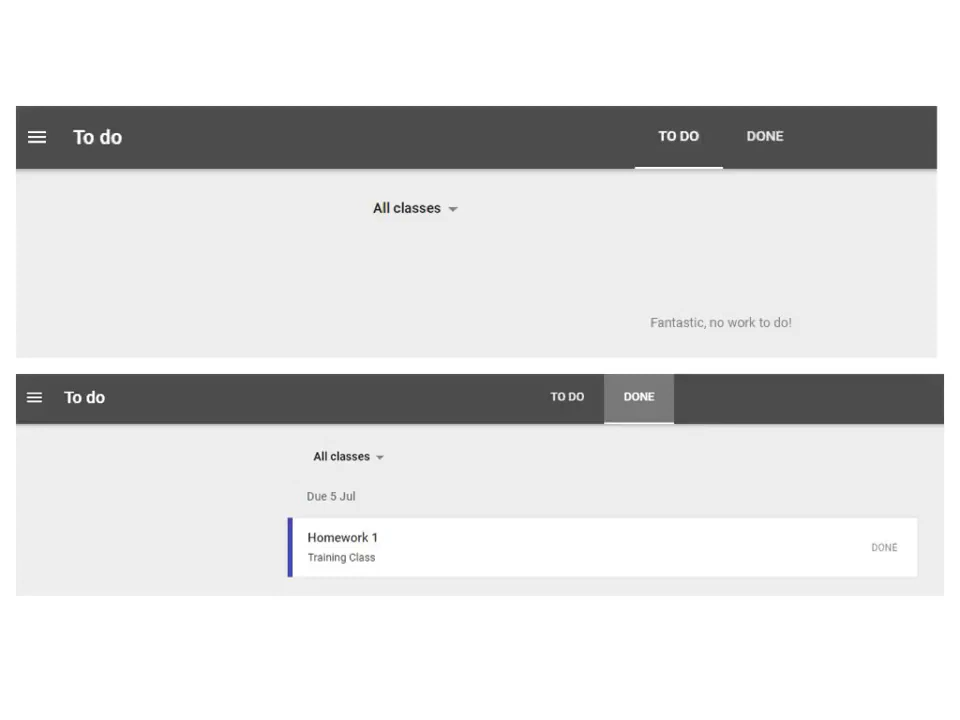 To do
TO DO
DONE
All classes
Fantastic, no work to do!
To do
TO DO
DONE
All classes
Due 5 Jul
Homework 1
Training Class
DONE